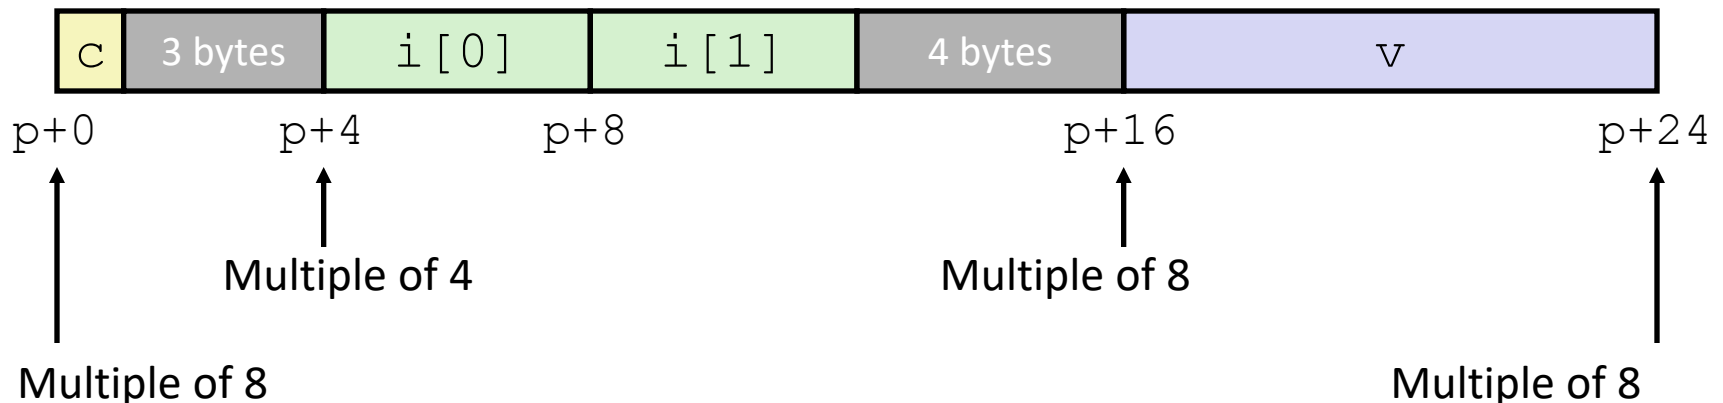 c 3 bytes i[0] i[1] 4 bytes v
p+0 p+4 p+8 p+16 p+24
Multiple of 4 Multiple of 8
Multiple of 8 Multiple of 8